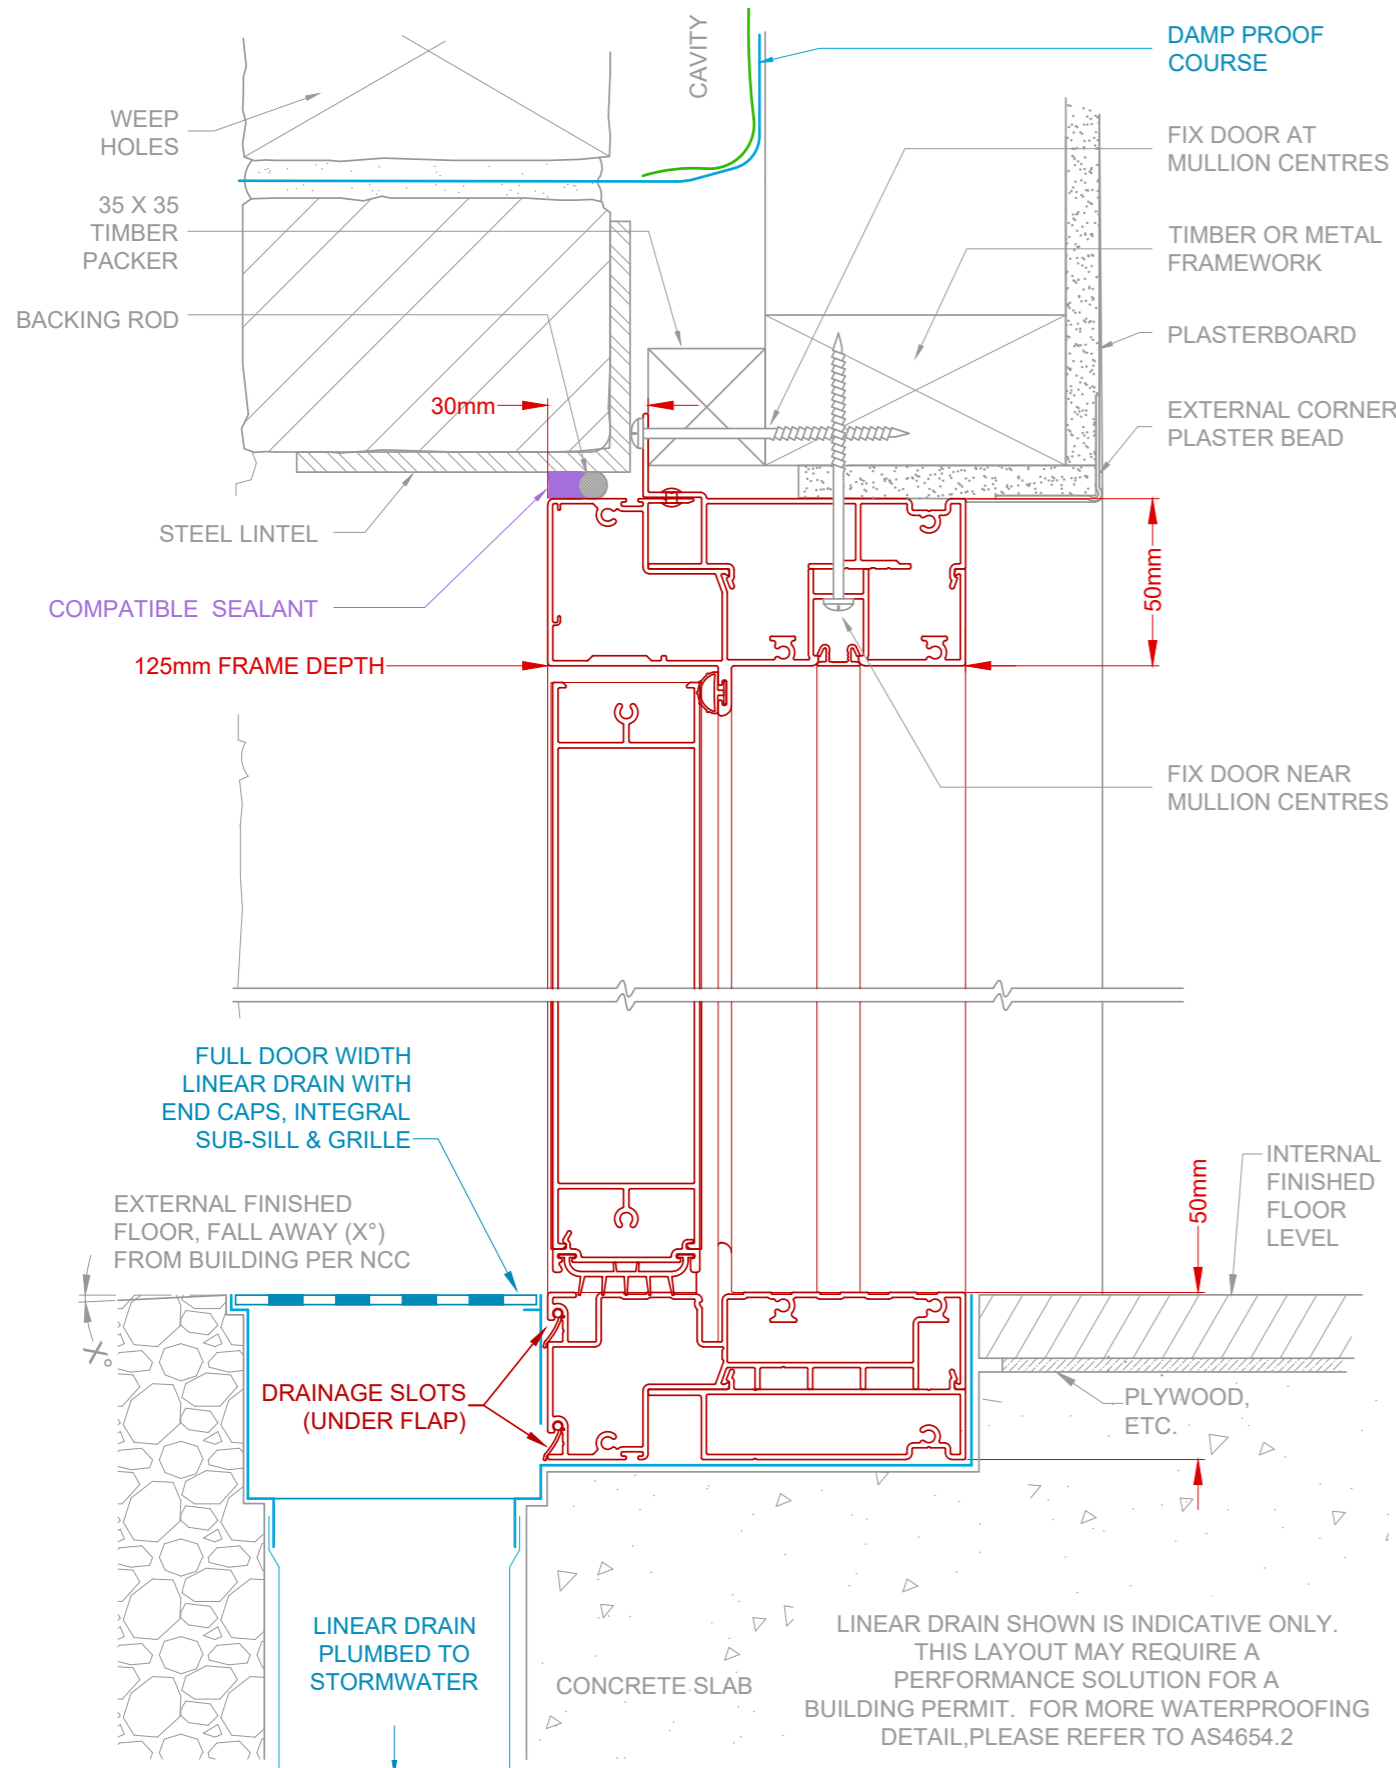 CAVITY
DAMP PROOF
COURSE
WEEP
HOLES
FIX DOOR AT
MULLION CENTRES
35 X 35
TIMBER
PACKER
TIMBER OR METAL
FRAMEWORK
BACKING ROD
PLASTERBOARD
30mm
EXTERNAL CORNER
PLASTER BEAD
STEEL LINTEL
50mm
COMPATIBLE SEALANT
125mm FRAME DEPTH
FIX DOOR NEAR
MULLION CENTRES
FULL DOOR WIDTH
LINEAR DRAIN WITH
END CAPS, INTEGRAL
SUB-SILL & GRILLE
INTERNAL
FINISHED
FLOOR
LEVEL
50mm
EXTERNAL FINISHED
FLOOR, FALL AWAY (X°)
FROM BUILDING PER NCC
X°
DRAINAGE SLOTS
(UNDER FLAP)
PLYWOOD,
ETC.
LINEAR DRAIN
PLUMBED TO
STORMWATER
CONCRETE SLAB
LINEAR DRAIN SHOWN IS INDICATIVE ONLY.
THIS LAYOUT MAY REQUIRE A
PERFORMANCE SOLUTION FOR A
BUILDING PERMIT. FOR MORE WATERPROOFING
DETAIL,PLEASE REFER TO AS4654.2